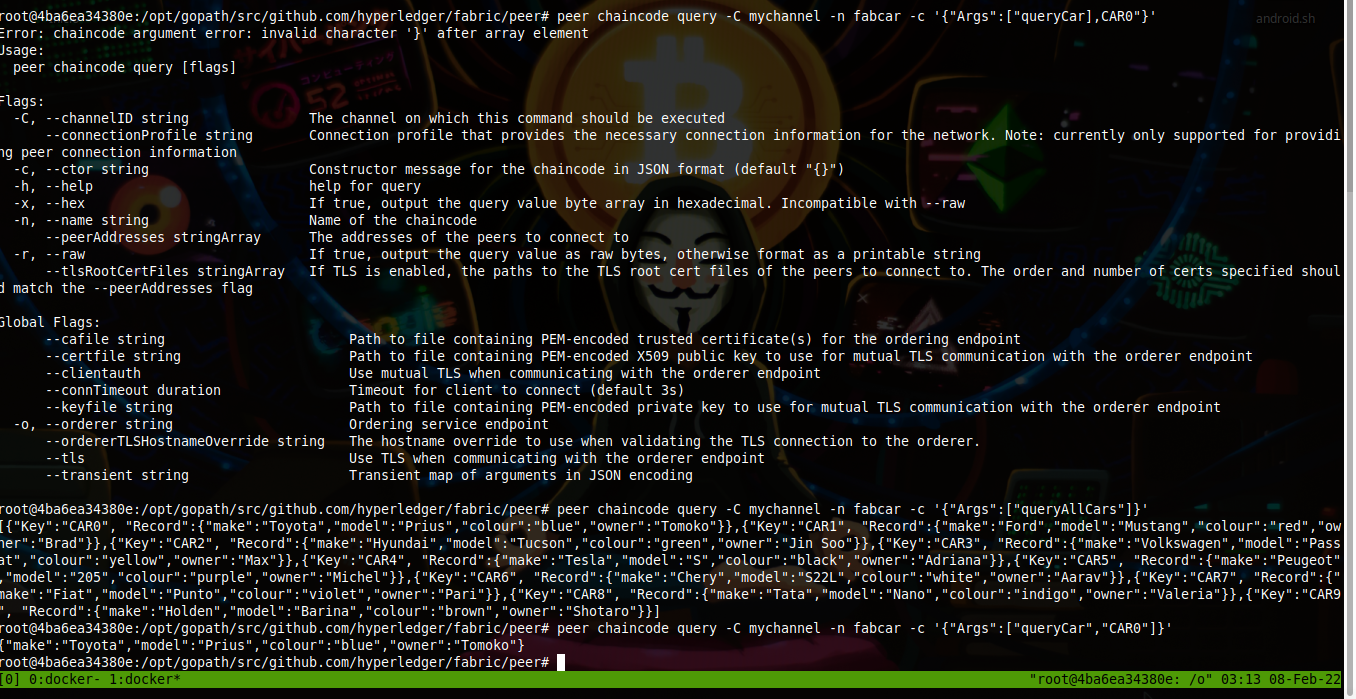 root@4ba6ea34380e:/opt/gopath/src/github.com/hyperledger/fabric/peer# peer chaincode query -C mychannel -n fabcar -c '{"Args":["queryCar],CAR0"}'
android.sh
Error: chaincode argument error: invalid character '}' after array element
Usage:
  peer chaincode query [flags]
Flags:
  -C, --channelID string               The channel on which this command should be executed
      --connectionProfile string       Connection profile that provides the necessary connection information for the network. Note: currently only supported for providi
ng peer connection information
  -c, --ctor string                    Constructor message for the chaincode in JSON format (default "{}")
  -h, --help                           help for query
  -x, --hex                            If true, output the query value byte array in hexadecimal. Incompatible with --raw
  -n, --name string                    Name of the chaincode
      --peerAddresses stringArray      The addresses of the peers to connect to
  -r, --raw                            If true, output the query value as raw bytes, otherwise format as a printable string
      --tlsRootCertFiles stringArray   If TLS is enabled, the paths to the TLS root cert files of the peers to connect to. The order and number of certs specified shoul
d match the --peerAddresses flag
Global Flags:
      --cafile string                       Path to file containing PEM-encoded trusted certificate(s) for the ordering endpoint
      --certfile string                     Path to file containing PEM-encoded X509 public key to use for mutual TLS communication with the orderer endpoint
      --clientauth                          Use mutual TLS when communicating with the orderer endpoint
      --connTimeout duration                Timeout for client to connect (default 3s)
      --keyfile string                      Path to file containing PEM-encoded private key to use for mutual TLS communication with the orderer endpoint
  -o, --orderer string                      Ordering service endpoint
      --ordererTLSHostnameOverride string   The hostname override to use when validating the TLS connection to the orderer.
      --tls                                 Use TLS when communicating with the orderer endpoint
      --transient string                    Transient map of arguments in JSON encoding
root@4ba6ea34380e:/opt/gopath/src/github.com/hyperledger/fabric/peer# peer chaincode query -C mychannel -n fabcar -c '{"Args":["queryAllCars"]}'
[{"Key":"CAR0", "Record":{"make":"Toyota","model":"Prius","colour":"blue","owner":"Tomoko"}},{"Key":"CAR1", "Record":{"make":"Ford","model":"Mustang","colour":"red","ow
ner":"Brad"}},{"Key":"CAR2", "Record":{"make":"Hyundai","model":"Tucson","colour":"green","owner":"Jin Soo"}},{"Key":"CAR3", "Record":{"make":"Volkswagen","model":"Pass
at","colour":"yellow","owner":"Max"}},{"Key":"CAR4", "Record":{"make":"Tesla","model":"S","colour":"black","owner":"Adriana"}},{"Key":"CAR5", "Record":{"make":"Peugeot"
,"model":"205","colour":"purple","owner":"Michel"}},{"Key":"CAR6", "Record":{"make":"Chery","model":"S22L","colour":"white","owner":"Aarav"}},{"Key":"CAR7", "Record":{"
make":"Fiat","model":"Punto","colour":"violet","owner":"Pari"}},{"Key":"CAR8", "Record":{"make":"Tata","model":"Nano","colour":"indigo","owner":"Valeria"}},{"Key":"CAR9
", "Record":{"make":"Holden","model":"Barina","colour":"brown","owner":"Shotaro"}}]
root@4ba6ea34380e:/opt/gopath/src/github.com/hyperledger/fabric/peer# peer chaincode query -C mychannel -n fabcar -c '{"Args":["queryCar","CAR0"]}'
{"make":"Toyota","model":"Prius","colour":"blue","owner":"Tomoko"}
root@4ba6ea34380e:/opt/gopath/src/github.com/hyperledger/fabric/peer#
[0] 0:docker- 1:docker* "root@4ba6ea34380e: /o" 03:13 08-Feb-22
コンピューティング
52